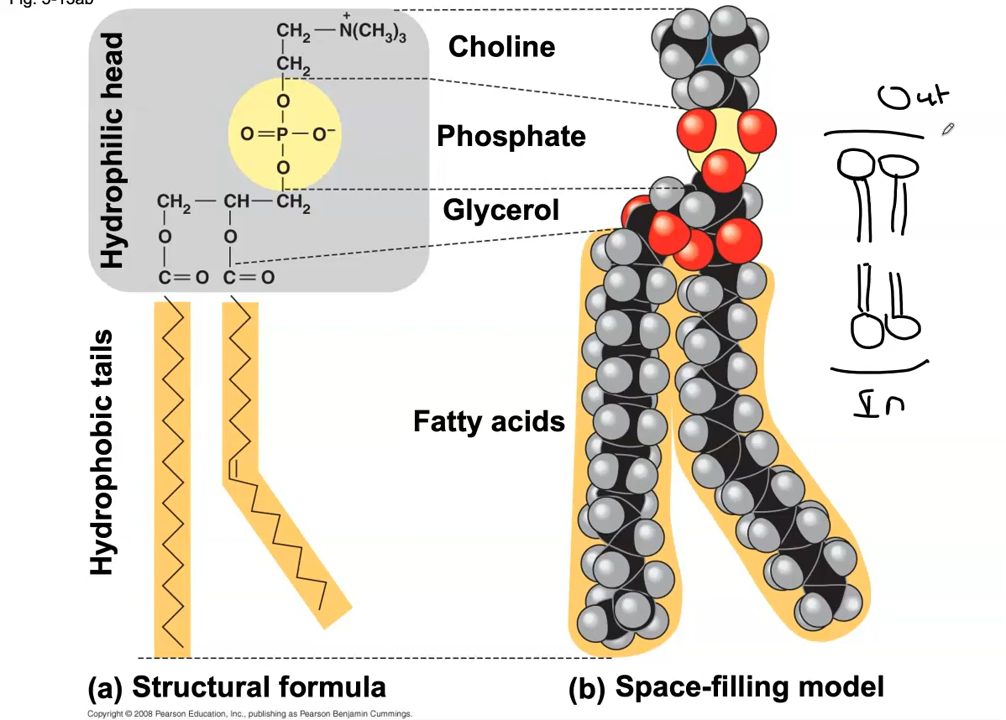 Hydrophilic head
CH₂—N(CH₃)₃
+
CH₂
O
O=P—O⁻
O
CH₂—CH—CH₂
O O
C=O C=O
Hydrophobic tails
Choline
Phosphate
Glycerol
Fatty acids
Out
In
(a) Structural formula
(b) Space-filling model
Copyright © 2008 Pearson Education, Inc., publishing as Pearson Benjamin Cummings.